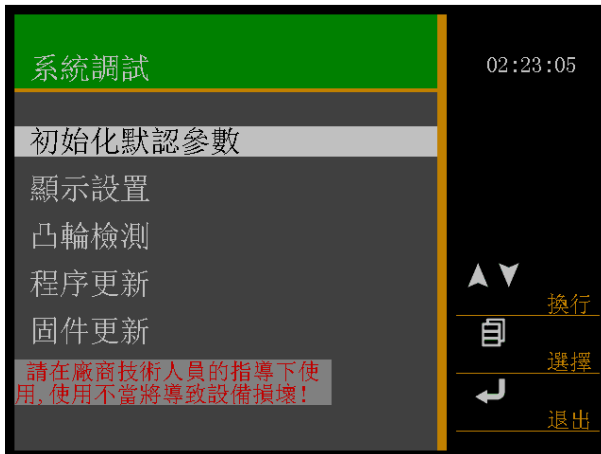 系統調試
02:23:05
初始化默認參數
顯示設置
凸輪檢測
程序更新
固件更新
請在廠商技術人員的指導下使
用,使用不當將導致設備損壞!
換行
選擇
退出